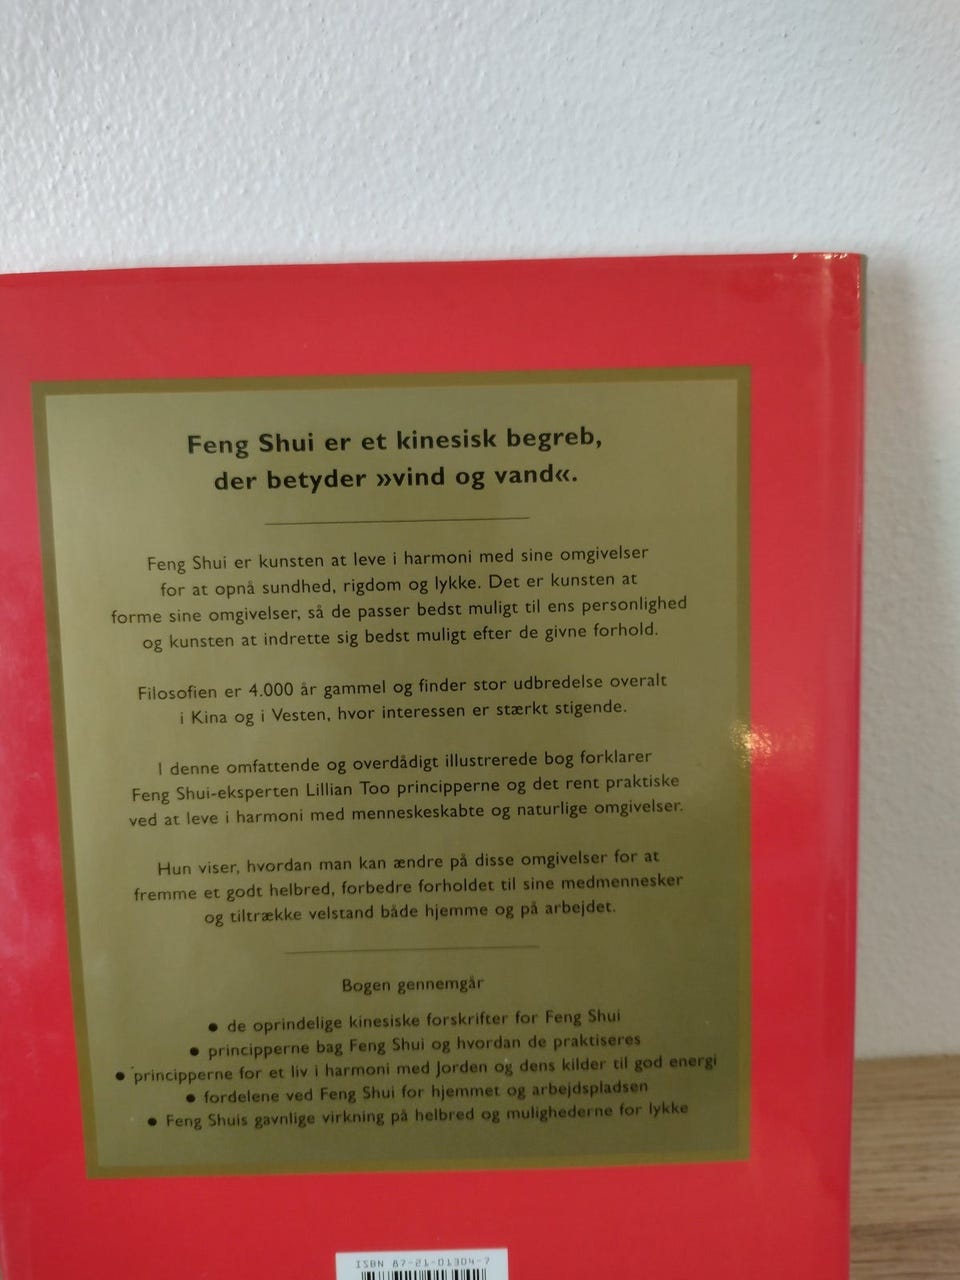 Feng Shui er et kinesisk begreb,
der betyder »vind og vand«.
Feng Shui er kunsten at leve i harmoni med sine omgivelser
for at opnå sundhed, rigdom og lykke. Det er kunsten at
forme sine omgivelser, så de passer bedst muligt til ens personlighed
og kunsten at indrette sig bedst muligt efter de givne forhold.
Filosofien er 4.000 år gammel og finder stor udbredelse overalt
i Kina og i Vesten, hvor interessen er stærkt stigende.
I denne omfattende og overdådigt illustrerede bog forklarer
Feng Shui-eksperten Lillian Too principperne og det rent praktiske
ved at leve i harmoni med menneskeskabte og naturlige omgivelser.
Hun viser, hvordan man kan ændre på disse omgivelser for at
fremme et godt helbred, forbedre forholdet til sine medmennesker
og tiltrække velstand både hjemme og på arbejdet.
Bogen gennemgår
● de oprindelige kinesiske forskrifter for Feng Shui
● principperne bag Feng Shui og hvordan de praktiseres
● principperne for et liv i harmoni med Jorden og dens kilder til god energi
● fordelene ved Feng Shui for hjemmet og arbejdspladsen
● Feng Shuis gavnlige virkning på helbred og mulighederne for lykke
ISBN 87-21-01304-7